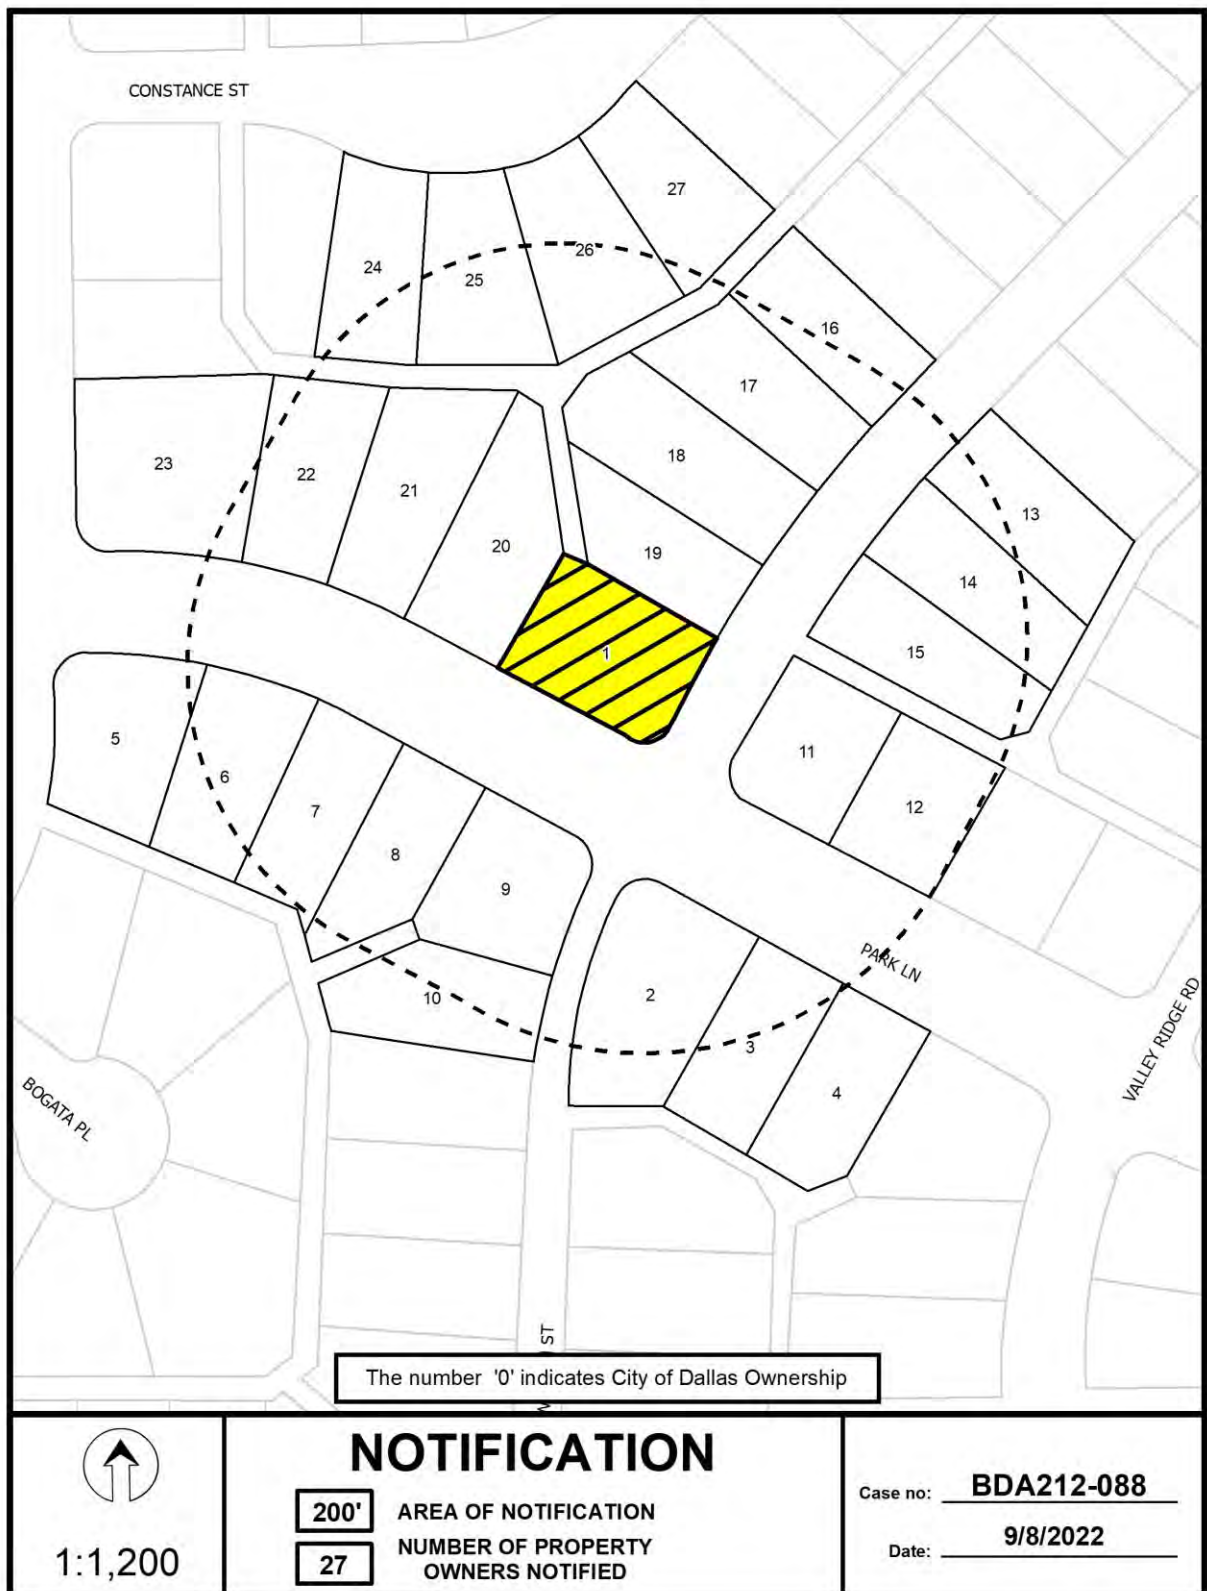 CONSTANCE ST
27
26
24
25
16
17
18
23
22
21
13
20
19
14
1
15
5
11
6
12
7
8
9
PARK LN
2
10
3
VALLEY RIDGE RD
4
BOGATA PL
ST
The number '0' indicates City of Dallas Ownership
1:1,200
NOTIFICATION
200' AREA OF NOTIFICATION
27 NUMBER OF PROPERTY
OWNERS NOTIFIED
Case no: BDA212-088
Date: 9/8/2022